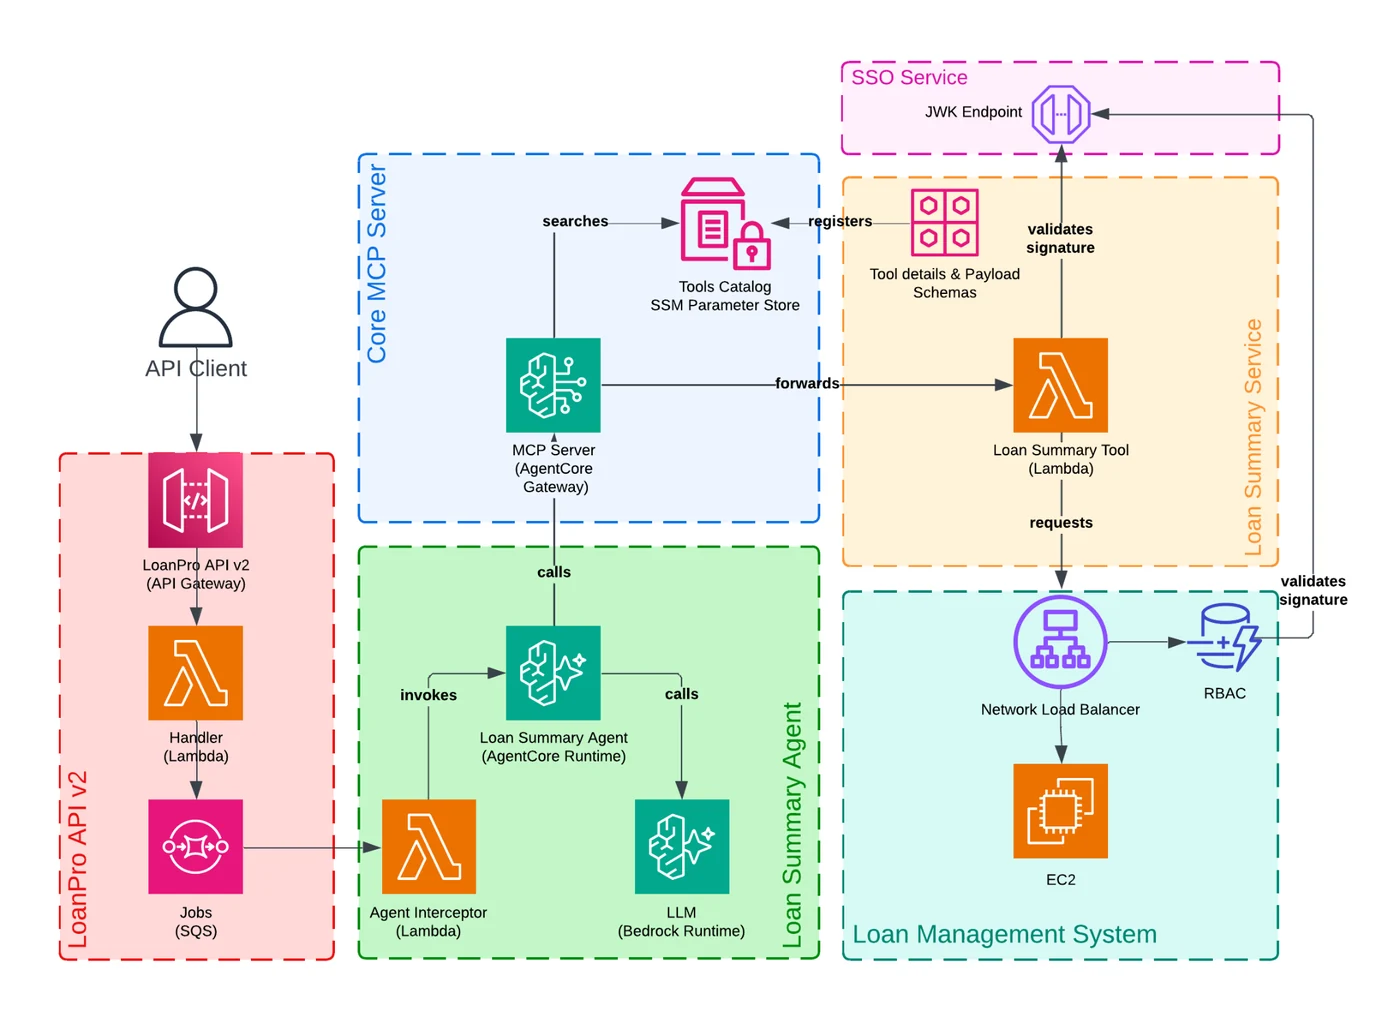 SSO Service
JWK Endpoint
Core MCP Server
searches
registers
validates
signature
Tools Catalog
SSM Parameter Store
Tool details & Payload
Schemas
API Client
forwards
MCP Server
(AgentCore
Gateway)
Loan Summary Tool
(Lambda)
Loan Summary Service
requests
LoanPro API v2
(API Gateway)
calls
validates
signature
Handler
(Lambda)
invokes
calls
Loan Summary Agent
(AgentCore Runtime)
Network Load Balancer
RBAC
Jobs
(SQS)
LoanPro API v2
Agent Interceptor
(Lambda)
LLM
(Bedrock Runtime)
Loan Summary Agent
EC2
Loan Management System